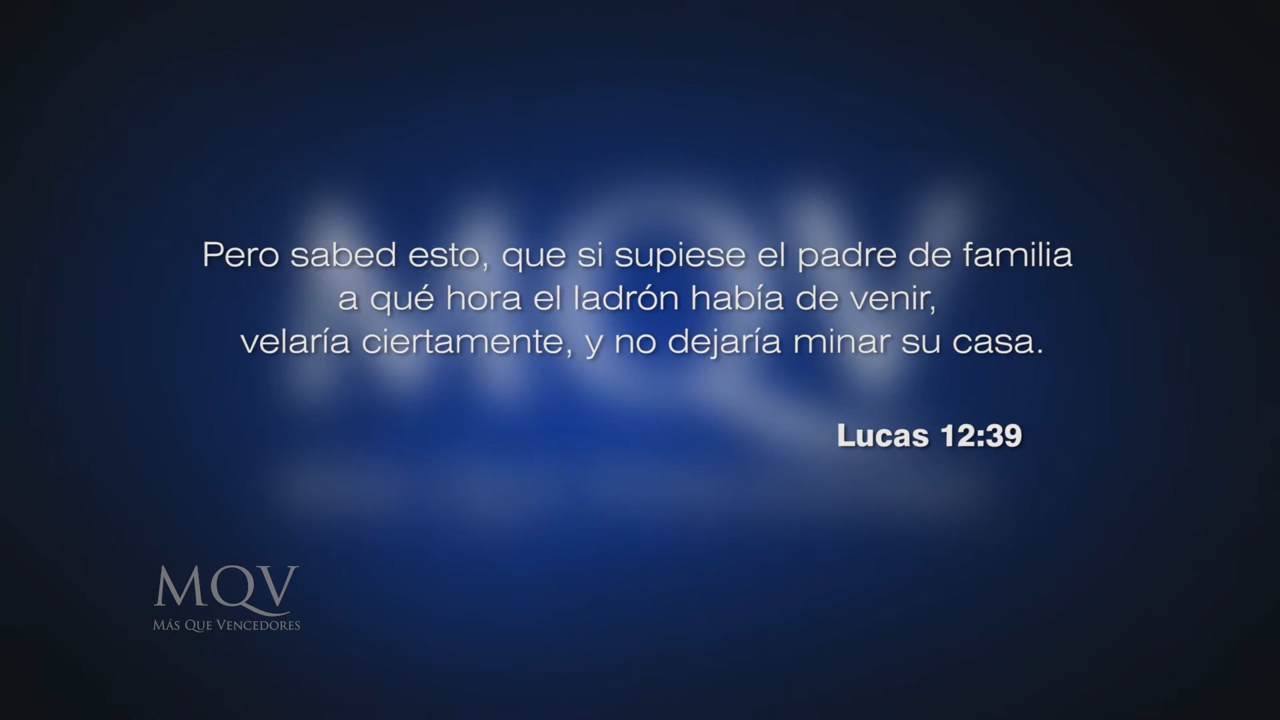 Pero sabed esto, que si supiese el padre de familia
a qué hora el ladrón había de venir,
velaría ciertamente, y no dejaría minar su casa.
Lucas 12:39
MQV
MÁS QUE VENCEDORES